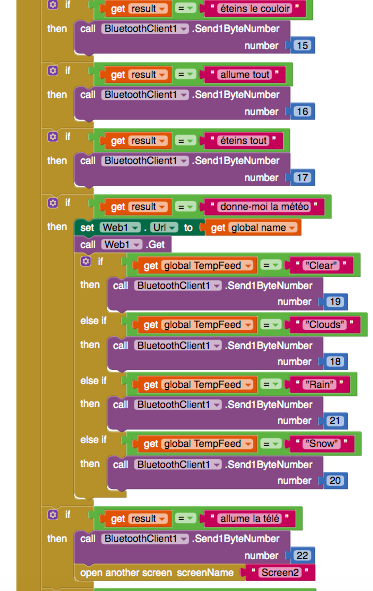 if get result = " éteins le couloir "
then call BluetoothClient1 .Send1ByteNumber
number 15
if get result = " allume tout "
then call BluetoothClient1 .Send1ByteNumber
number 16
if get result = " éteins tout "
then call BluetoothClient1 .Send1ByteNumber
number 17
if get result = " donne-moi la météo "
then set Web1 . Url to get global name
call Web1 .Get
if get global TempFeed = " "Clear" "
then call BluetoothClient1 .Send1ByteNumber
number 19
else if get global TempFeed = " "Clouds" "
then call BluetoothClient1 .Send1ByteNumber
number 18
else if get global TempFeed = " "Rain" "
then call BluetoothClient1 .Send1ByteNumber
number 21
else if get global TempFeed = " "Snow" "
then call BluetoothClient1 .Send1ByteNumber
number 20
if get result = " allume la télé "
then call BluetoothClient1 .Send1ByteNumber
number 22
open another screen screenName " Screen2 "